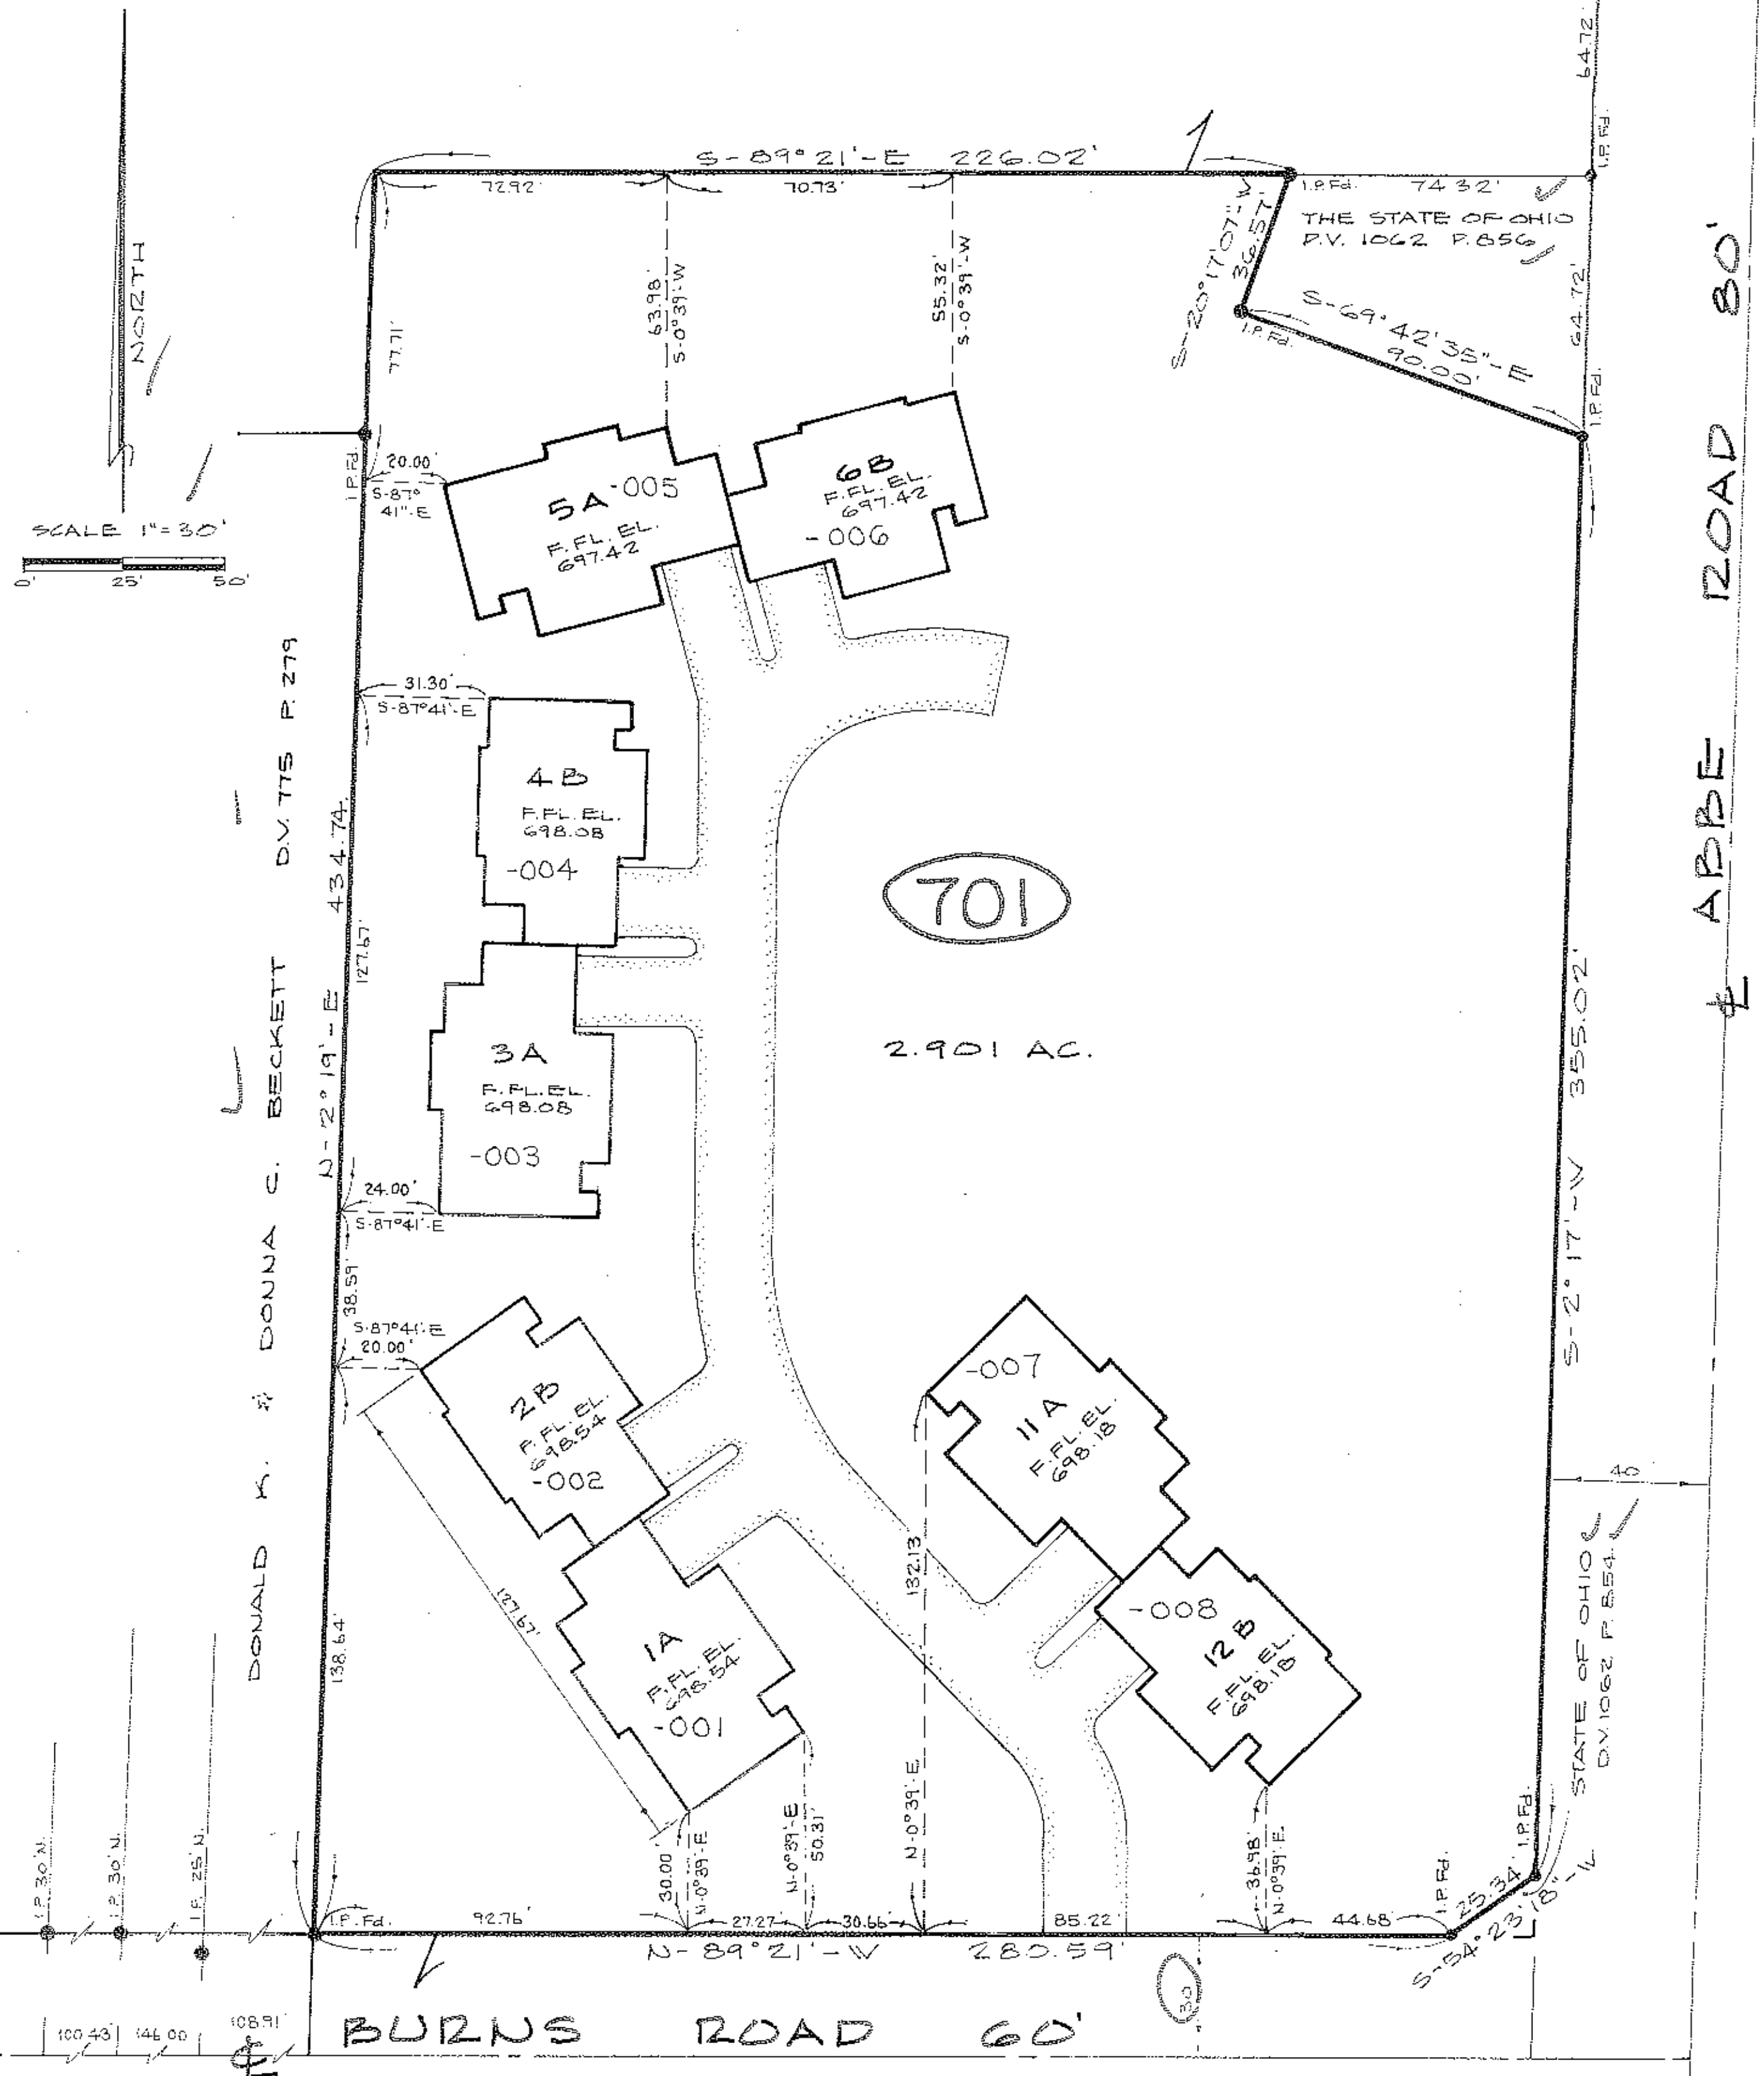 64.72'
I.P. Fd.
S-89° 21'-E 226.02'
1
72.92'
70.73'
I.P. Fd.
74.32'
THE STATE OF OHIO
D.V. 1062 P. 856
S-20° 17' 07"-W
36.57'
I.P. Fd.
S-69° 42' 35"-E
90.00'
64.72'
I.P. Fd.
80'
ABBE ROAD
℄
NORTH
SCALE 1"=30'
0' 25' 50'
77.71'
63.98'
S-0°39'-W
55.32'
S-0°39'-W
I.P. Fd.
20.00'
S-87°
41"-E
5A -005
F. FL. EL.
697.42
6B
F. FL. EL.
697.42
-006
31.30'
S-87°41'-E
4B
F. FL. EL.
698.08
-004
DONALD K. & DONNA C. BECKETT D.V. 775 P. 279
N-2°19'-E 434.74'
127.67'
701
2.901 AC.
3A
F. FL. EL.
698.08
-003
24.00'
S-87°41'-E
38.59'
S-87°41'-E
20.00'
S-2° 17'-W 355.02'
2B
F. FL. EL.
698.54
-002
127.67'
138.64'
1A
F. FL. EL.
698.54
-001
-007
11A
F. FL. EL.
698.18
132.13
N-0°39'-E
-008
12B
F. FL. EL.
698.18
40
STATE OF OHIO
D.V. 1062 P. 854
I.P. 30' N.
I.P. 30' N.
I.P. 25' N.
30.00'
N-0°39'-E
N-0°39'-E
50.31'
36.98'
N-0°39'-E
I.P. Fd.
I.P. Fd.
25.34'
S-54° 23' 18"-W
I.P. Fd.
92.76'
27.27'
30.66'
85.22'
44.68'
N-89°21'-W 280.59'
30
100.43' 146.00 108.91'
℄ BURNS ROAD 60'